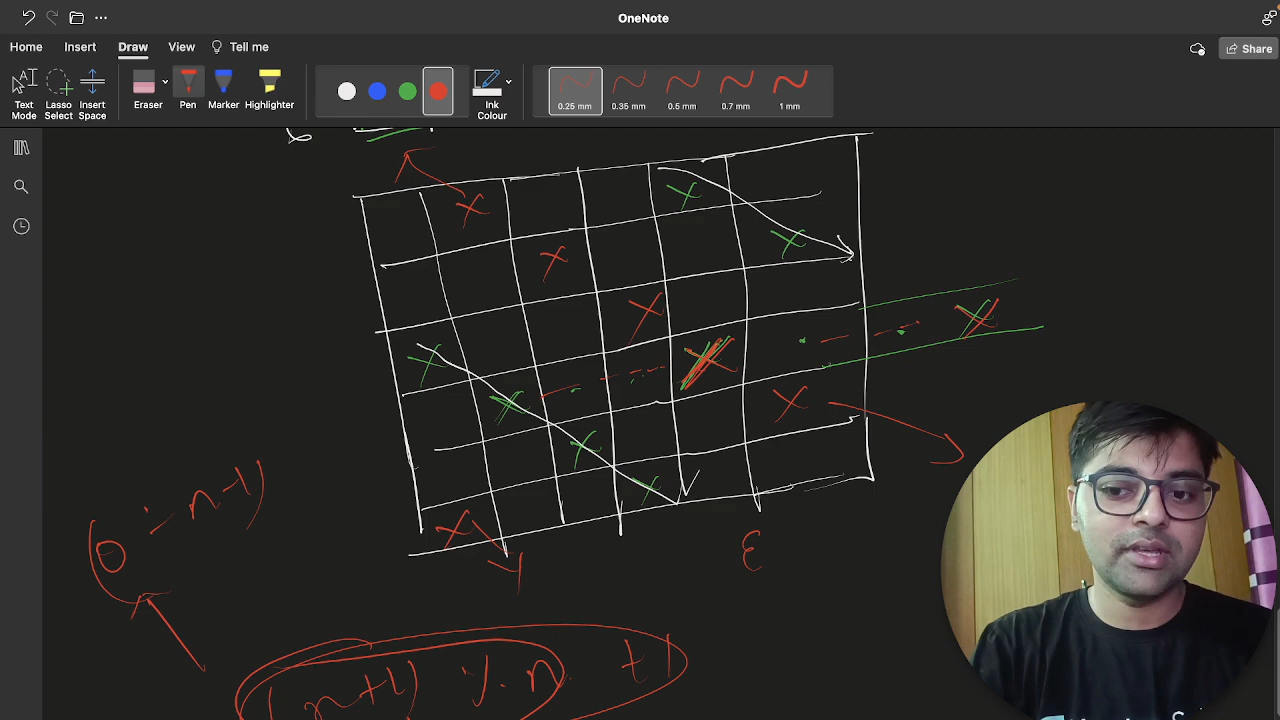 OneNote
Home Insert Draw View Tell me
Share
Text Mode
Lasso Select
Insert Space
Eraser
Pen
Marker
Highlighter
Ink Colour
0.25 mm
0.35 mm
0.5 mm
0.7 mm
1 mm
(0 - n-1)
(n+1) % n +1